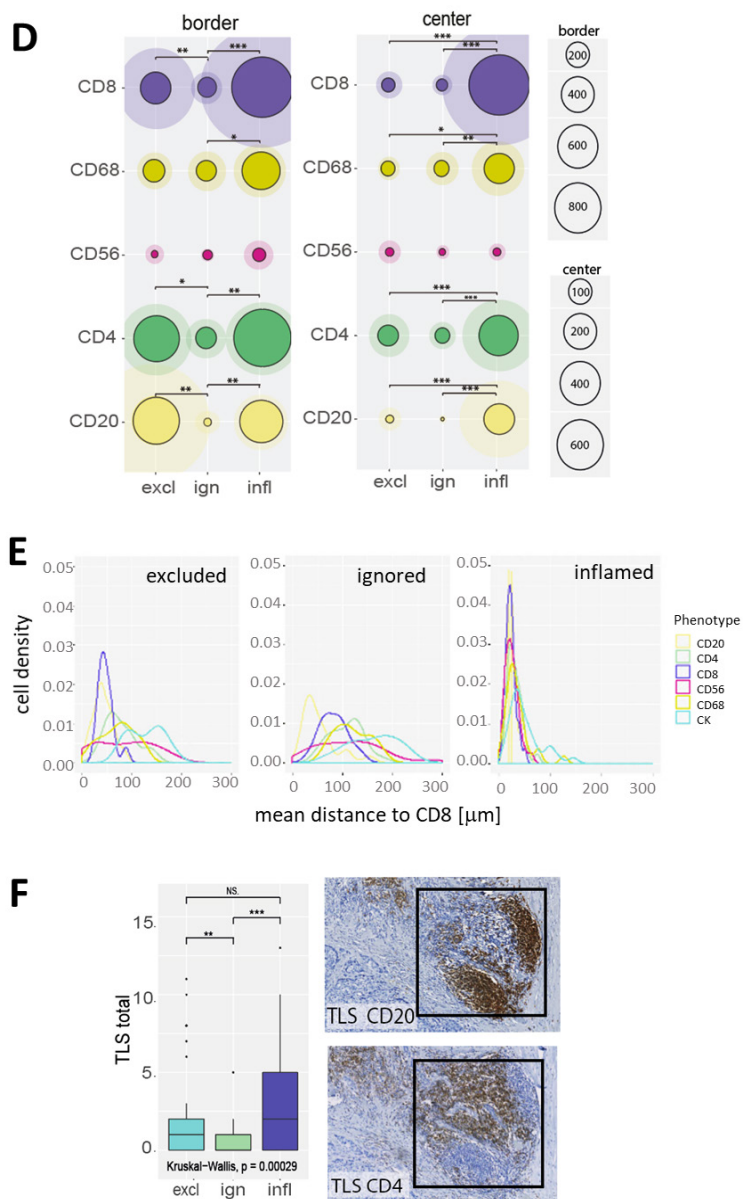 D
border
center
border
CD8
** ***
***
***
CD8
200
400
600
800
CD68
*
*
**
CD68
CD56
CD56
center
CD4
* **
***
***
CD4
100
200
400
600
CD20
** **
***
***
CD20
excl ign infl
excl ign infl
E
cell density
0.05
0.04
0.03
0.02
0.01
0.00
excluded
0 100 200 300
0.05
0.04
0.03
0.02
0.01
0.00
ignored
0 100 200 300
0.05
0.04
0.03
0.02
0.01
0.00
inflamed
0 100 200 300
Phenotype
CD20
CD4
CD8
CD56
CD68
CK
mean distance to CD8 [μm]
F
TLS total
15.
10.
5.
0.
NS.
***
**
Kruskal-Wallis, p = 0.00029
excl ign infl
TLS CD20
TLS CD4